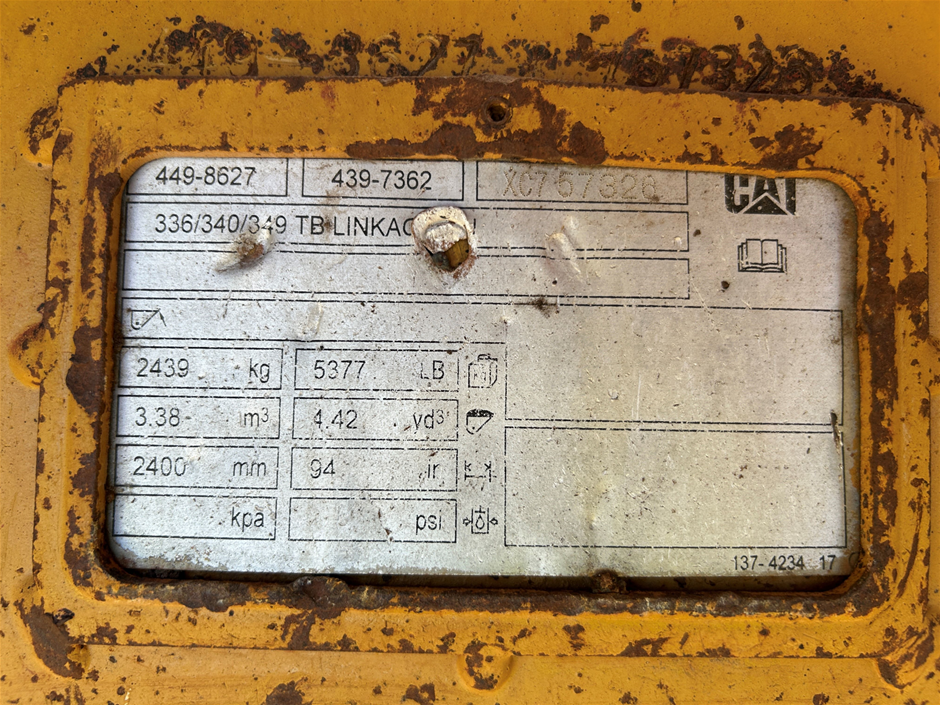 449-8627 439-7362 XC757326 CAT
336/340/349 TB LINKAG
2439 kg 5377 LB
3.38 m³ 4.42 yd³
2400 mm 94 in
kpa psi
137-4234 17